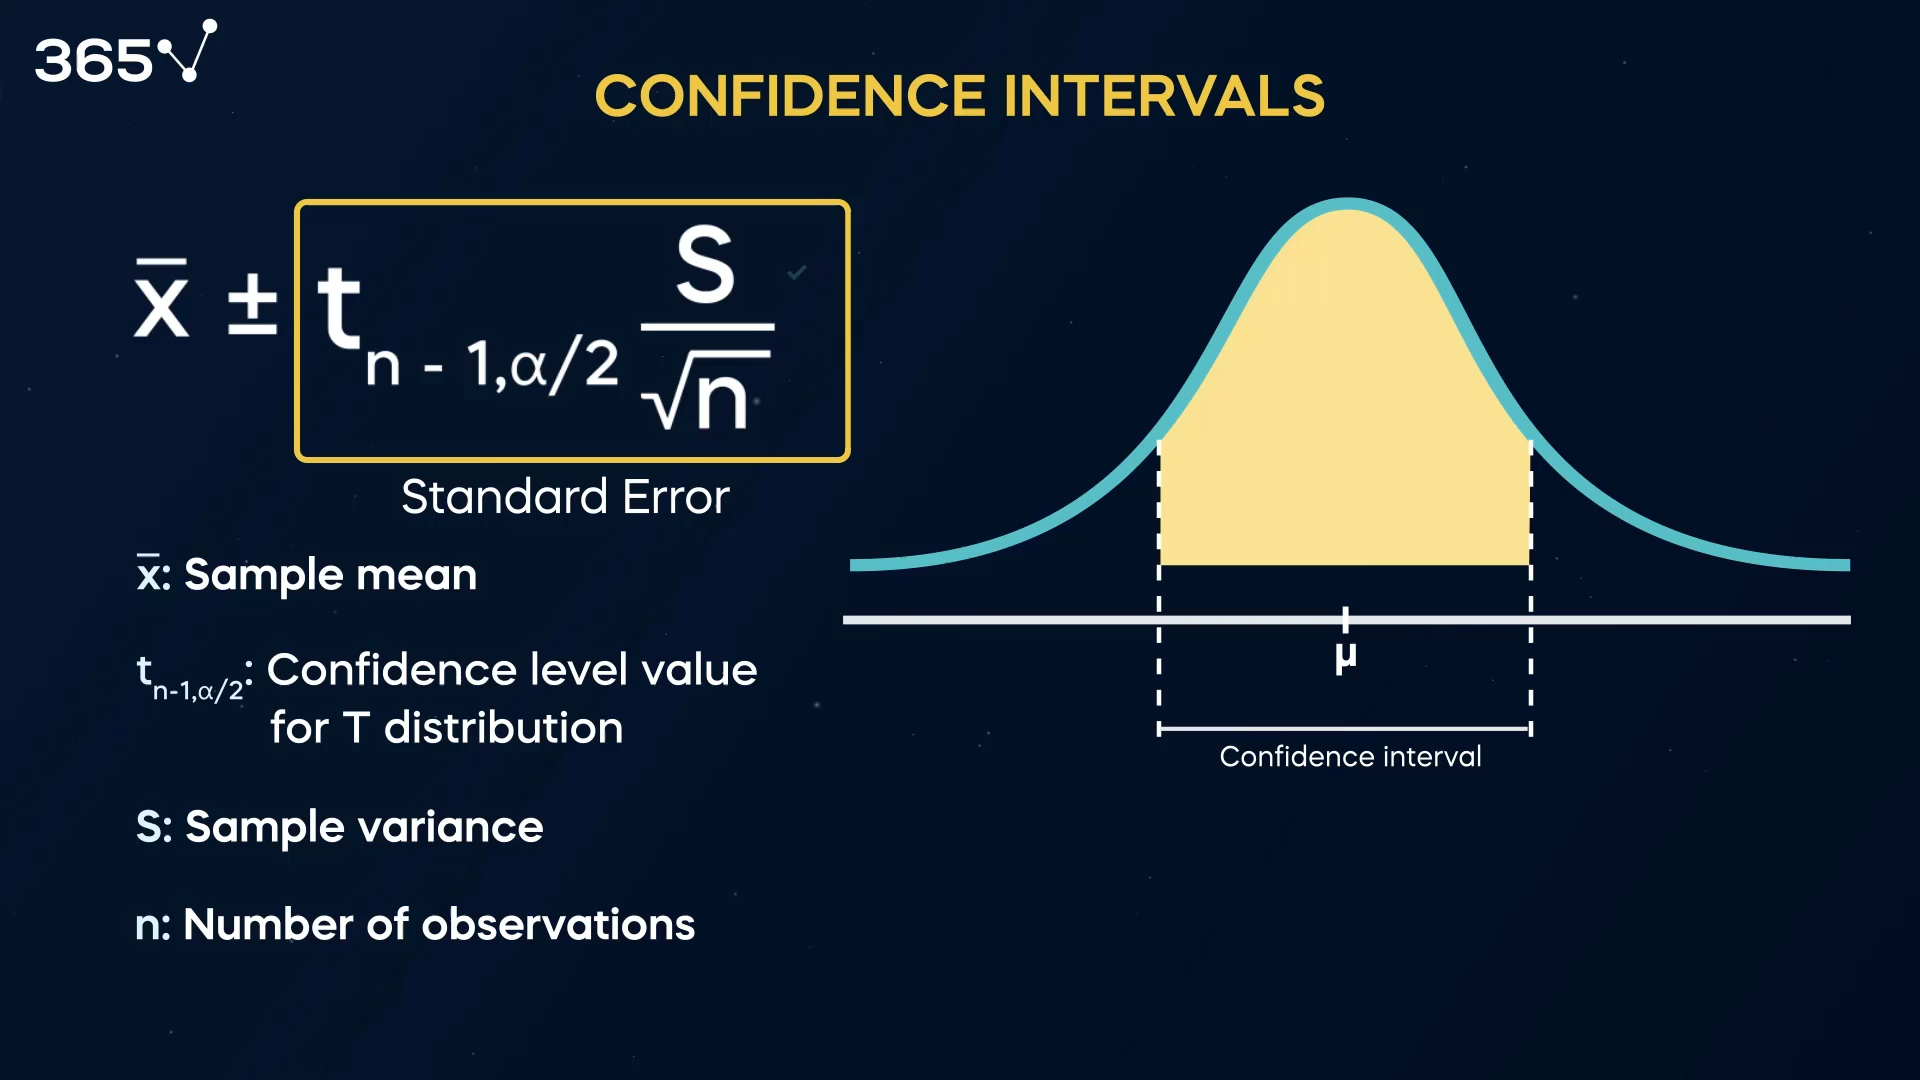 365
CONFIDENCE INTERVALS
x̄ ± t n - 1,α/2 S/√n
Standard Error
x̄: Sample mean
t n-1,α/2: Confidence level value
for T distribution
S: Sample variance
n: Number of observations
μ
Confidence interval